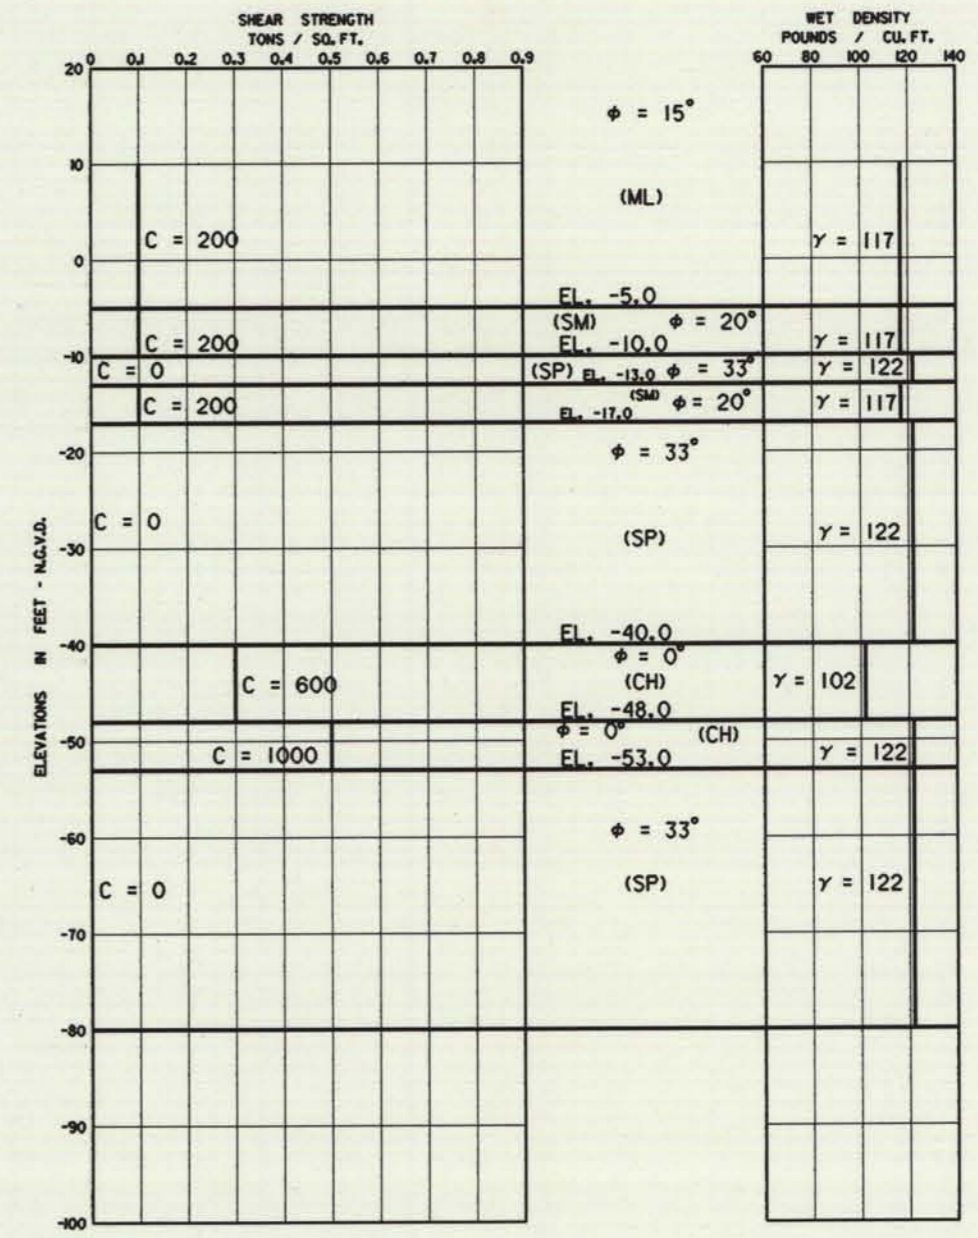 SHEAR STRENGTH
TONS / SQ. FT.
0 0.1 0.2 0.3 0.4 0.5 0.6 0.7 0.8 0.9
WET DENSITY
POUNDS / CU. FT.
60 80 100 120 140
ELEVATIONS IN FEET - N.G.V.D.
20
φ = 15°
10
(ML)
C = 200
γ = 117
0
EL. -5.0
(SM) φ = 20°
C = 200
EL. -10.0
γ = 117
-10
C = 0
(SP) EL. -13.0 φ = 33°
γ = 122
C = 200
(SM) φ = 20°
EL. -17.0
γ = 117
-20
φ = 33°
C = 0
(SP)
γ = 122
-30
EL. -40.0
-40
φ = 0°
C = 600
(CH)
γ = 102
EL. -48.0
φ = 0° (CH)
-50
C = 1000
EL. -53.0
γ = 122
-60
φ = 33°
C = 0
(SP)
γ = 122
-70
-80
-90
-100